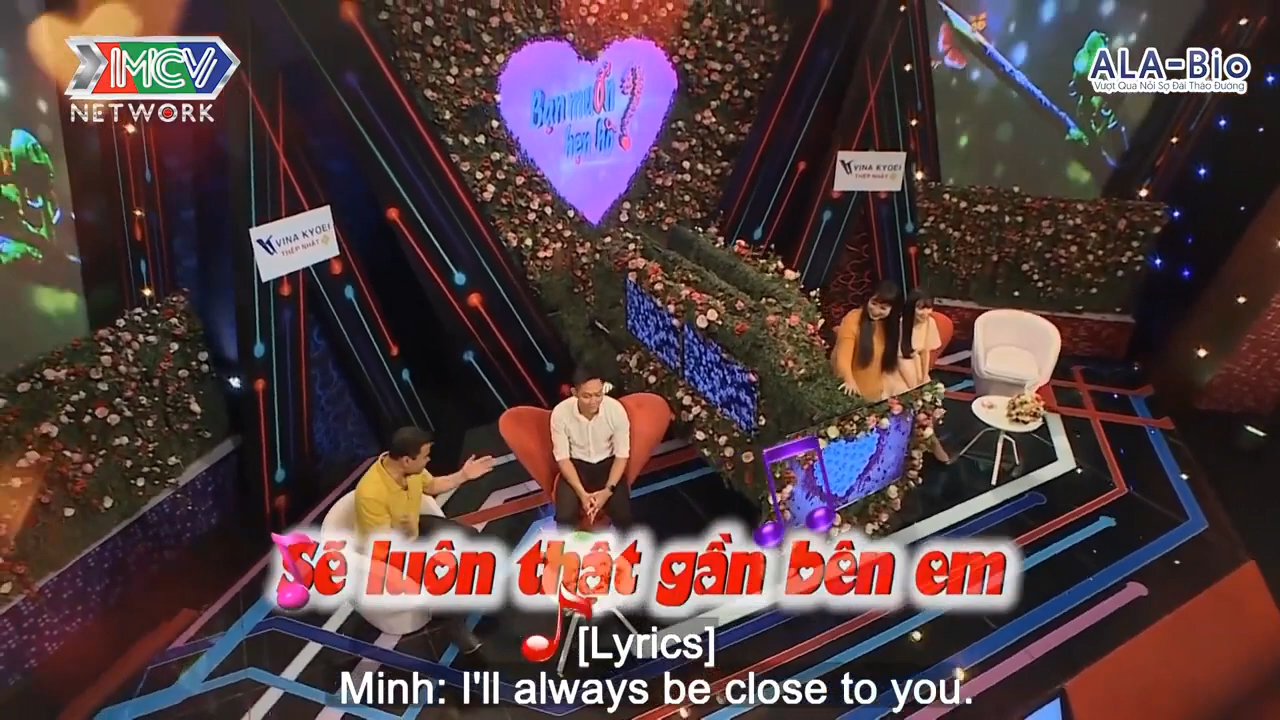 MCV
NETWORK
ALA-Bio
Vượt Qua Nỗi Sợ Đái Tháo Đường
Bạn muốn
hẹn hò ?
VINA KYOEI
THÉP NHẬT
VINA KYOEI
THÉP NHẬT
Sẽ luôn thật gần bên em
[Lyrics]
Minh: I'll always be close to you.